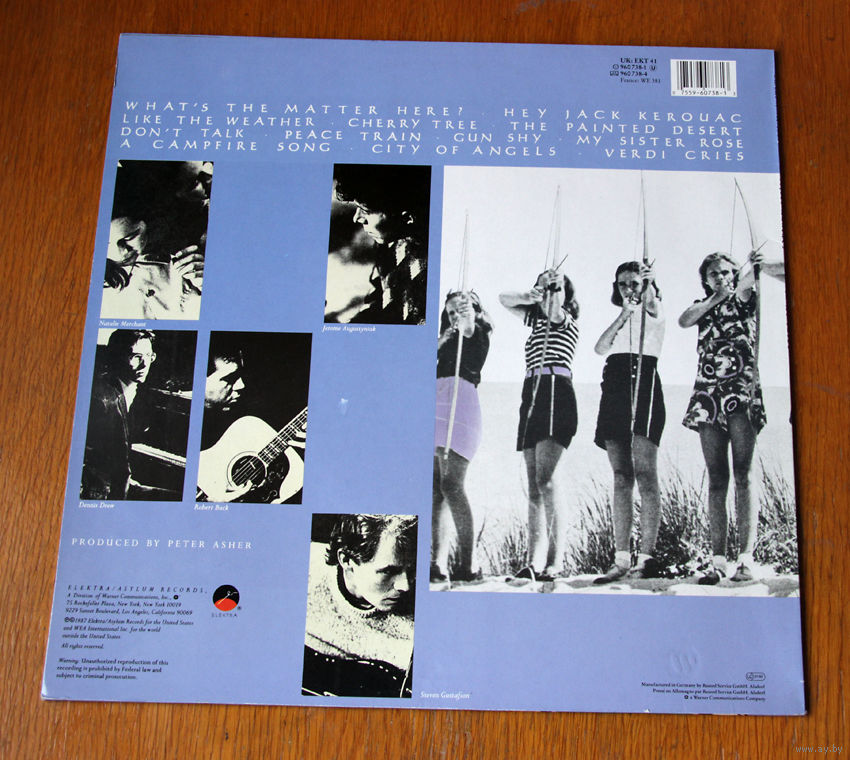 UK: EKT 41
960 738-1
960 738-4
France: WE 381
7559-60738-1
WHAT'S THE MATTER HERE? · HEY JACK KEROUAC
LIKE THE WEATHER · CHERRY TREE · THE PAINTED DESERT
DON'T TALK · PEACE TRAIN · GUN SHY · MY SISTER ROSE
A CAMPFIRE SONG · CITY OF ANGELS · VERDI CRIES
Natalie Merchant
Jerome Augustyniak
Dennis Drew
Robert Buck
PRODUCED BY PETER ASHER
ELEKTRA/ASYLUM RECORDS,
A Division of Warner Communications, Inc.,
75 Rockefeller Plaza, New York, New York 10019
9229 Sunset Boulevard, Los Angeles, California 90069
ELEKTRA
℗©1987 Elektra/Asylum Records for the United States
and WEA International Inc. for the world
outside the United States
All rights reserved.
Warning: Unauthorized reproduction of this
recording is prohibited by Federal law and
subject to criminal prosecution.
Steven Gustafson
Manufactured in Germany by Record Service GmbH, Alsdorf
Pressé en Allemagne par Record Service GmbH, Alsdorf
a Warner Communications Company
www.ay.by